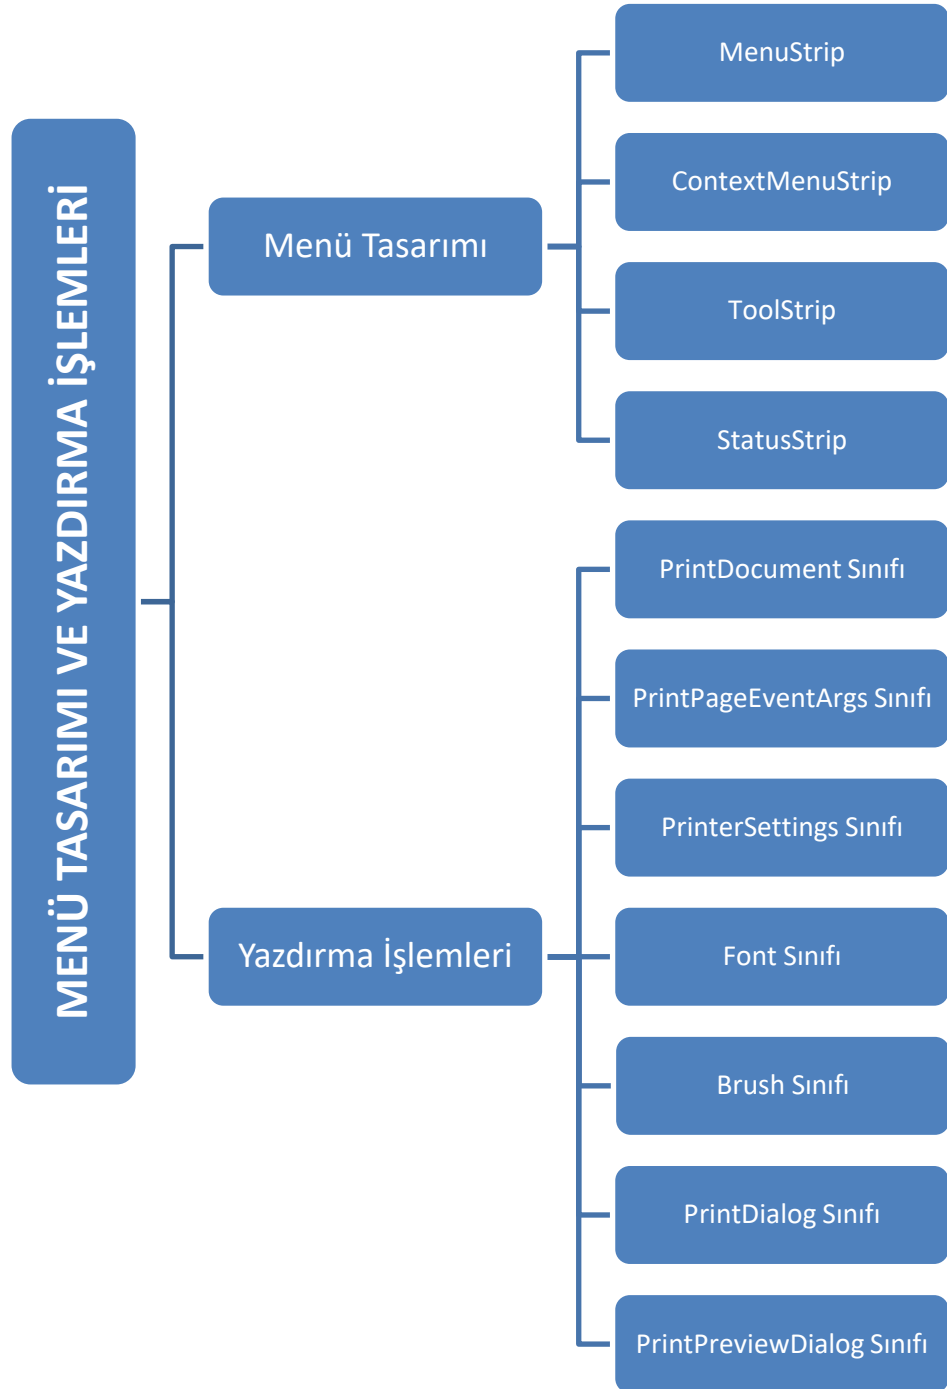 MENÜ TASARIMI VE YAZDIRMA İŞLEMLERİ
Menü Tasarımı
MenuStrip
ContextMenuStrip
ToolStrip
StatusStrip
Yazdırma İşlemleri
PrintDocument Sınıfı
PrintPageEventArgs Sınıfı
PrinterSettings Sınıfı
Font Sınıfı
Brush Sınıfı
PrintDialog Sınıfı
PrintPreviewDialog Sınıfı